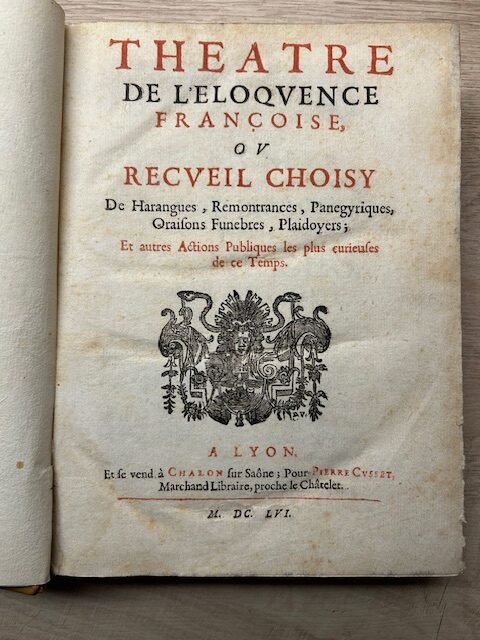 THEATRE
DE L'ELOQVENCE
FRANÇOISE,
OV
RECVEIL CHOISY
De Harangues, Remontrances, Panegyriques,
Oraiſons Funebres, Plaidoyers;
Et autres Actions Publiques les plus curieuſes
de ce Temps.
A LYON,
Et ſe vend à CHALON ſur Saône; Pour PIERRE CVSSET,
Marchand Libraire, proche le Châtelet.
M. DC. LVI.